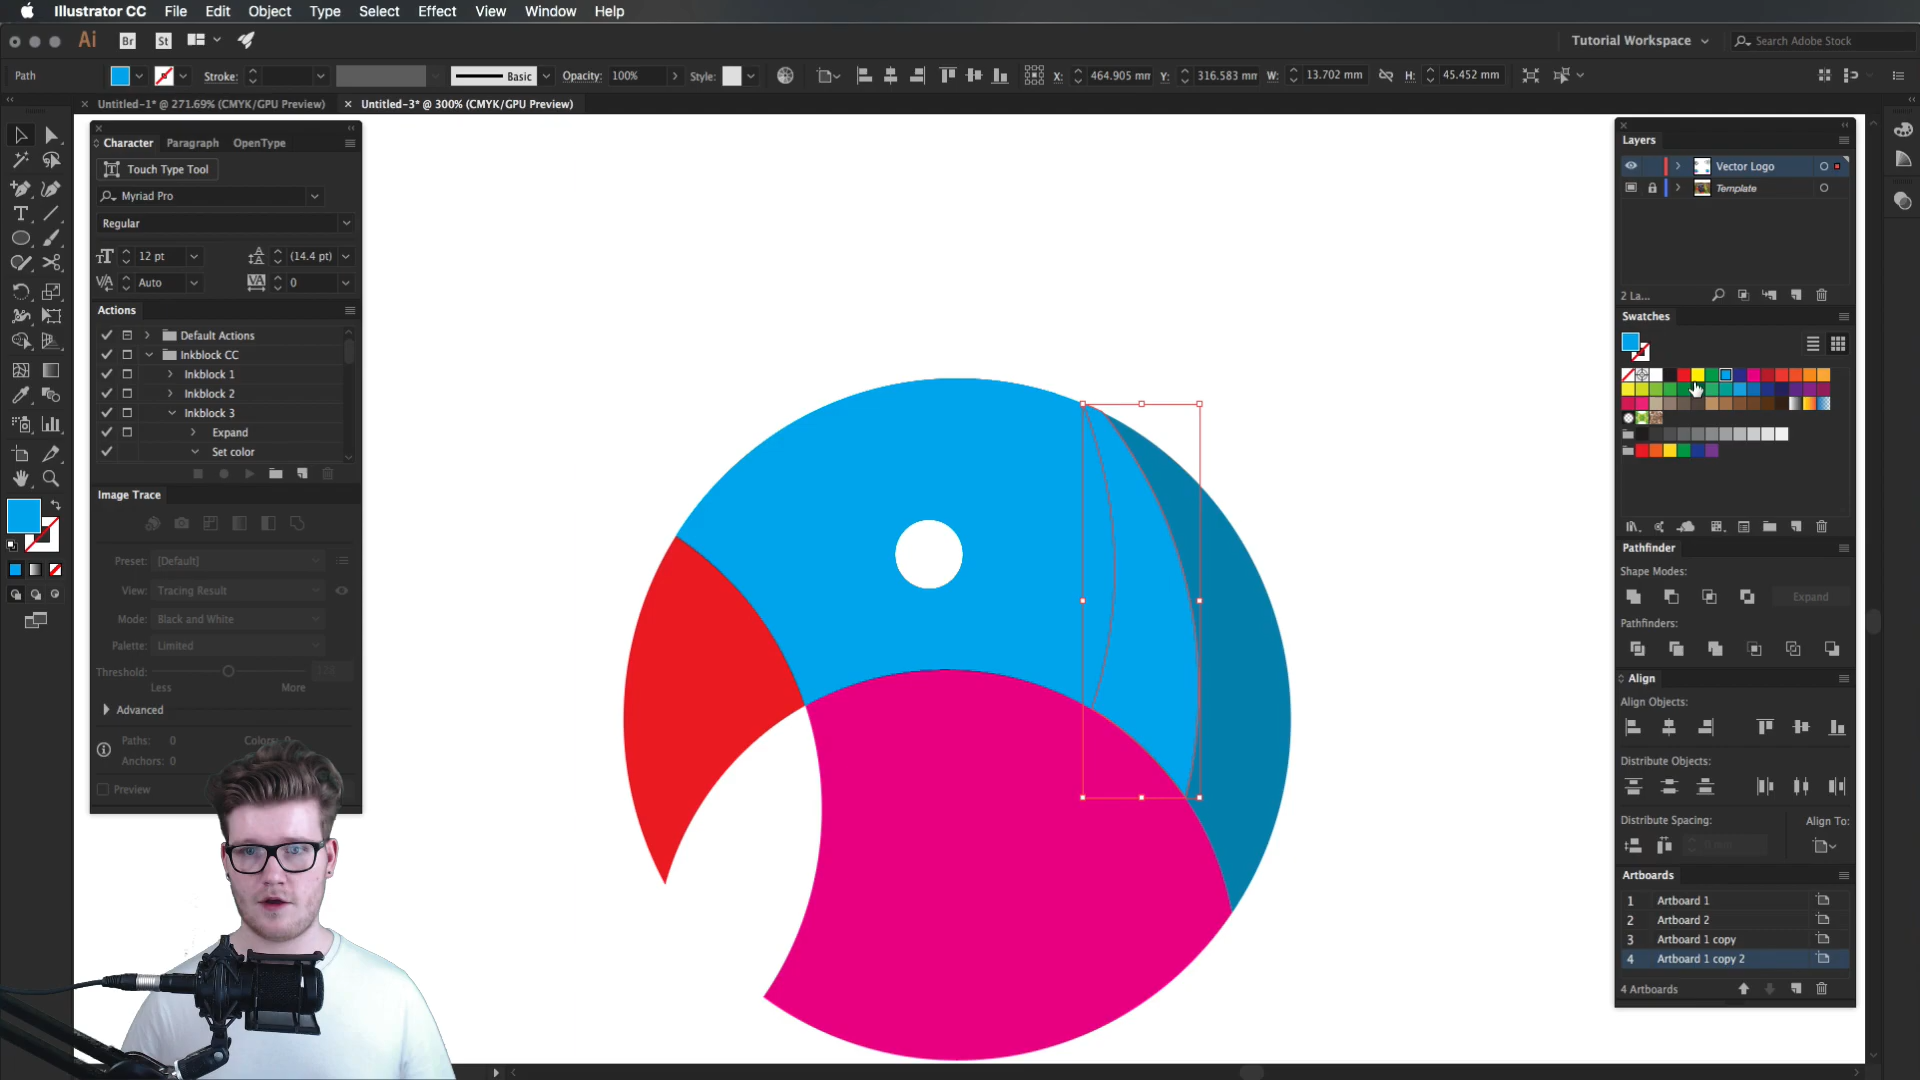 Illustrator CC File Edit Object Type Select Effect View Window Help
Ai Br St Tutorial Workspace Search Adobe Stock
Path Stroke: Basic Opacity: 100% Style: X: 464.905 mm Y: 316.583 mm W: 13.702 mm H: 45.452 mm
Untitled-1* @ 271.69% (CMYK/GPU Preview) Untitled-3* @ 300% (CMYK/GPU Preview)
Character Paragraph OpenType
Touch Type Tool
Myriad Pro
Regular
12 pt (14.4 pt)
Auto 0
Actions
Default Actions
Inkblock CC
Inkblock 1
Inkblock 2
Inkblock 3
Expand
Set color
Image Trace
Preset: [Default]
View: Tracing Result
Mode: Black and White
Palette: Limited
Threshold:
Less More
Advanced
Paths: 0 Colors: 0
Anchors: 0
Preview
Layers
Vector Logo
Template
2 La...
Swatches
Pathfinder
Shape Modes:
Expand
Pathfinders:
Align
Align Objects:
Distribute Objects:
Distribute Spacing: Align To:
0 mm
Artboards
1 Artboard 1
2 Artboard 2
3 Artboard 1 copy
4 Artboard 1 copy 2
4 Artboards